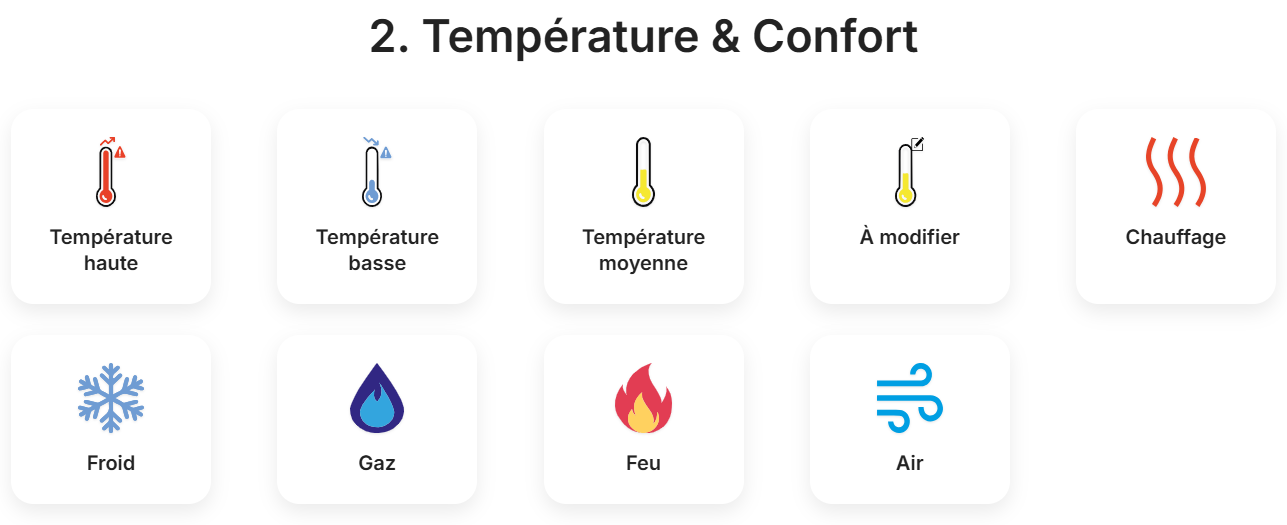 2. Température & Confort
Température
haute
Température
basse
Température
moyenne
À modifier
Chauffage
Froid
Gaz
Feu
Air